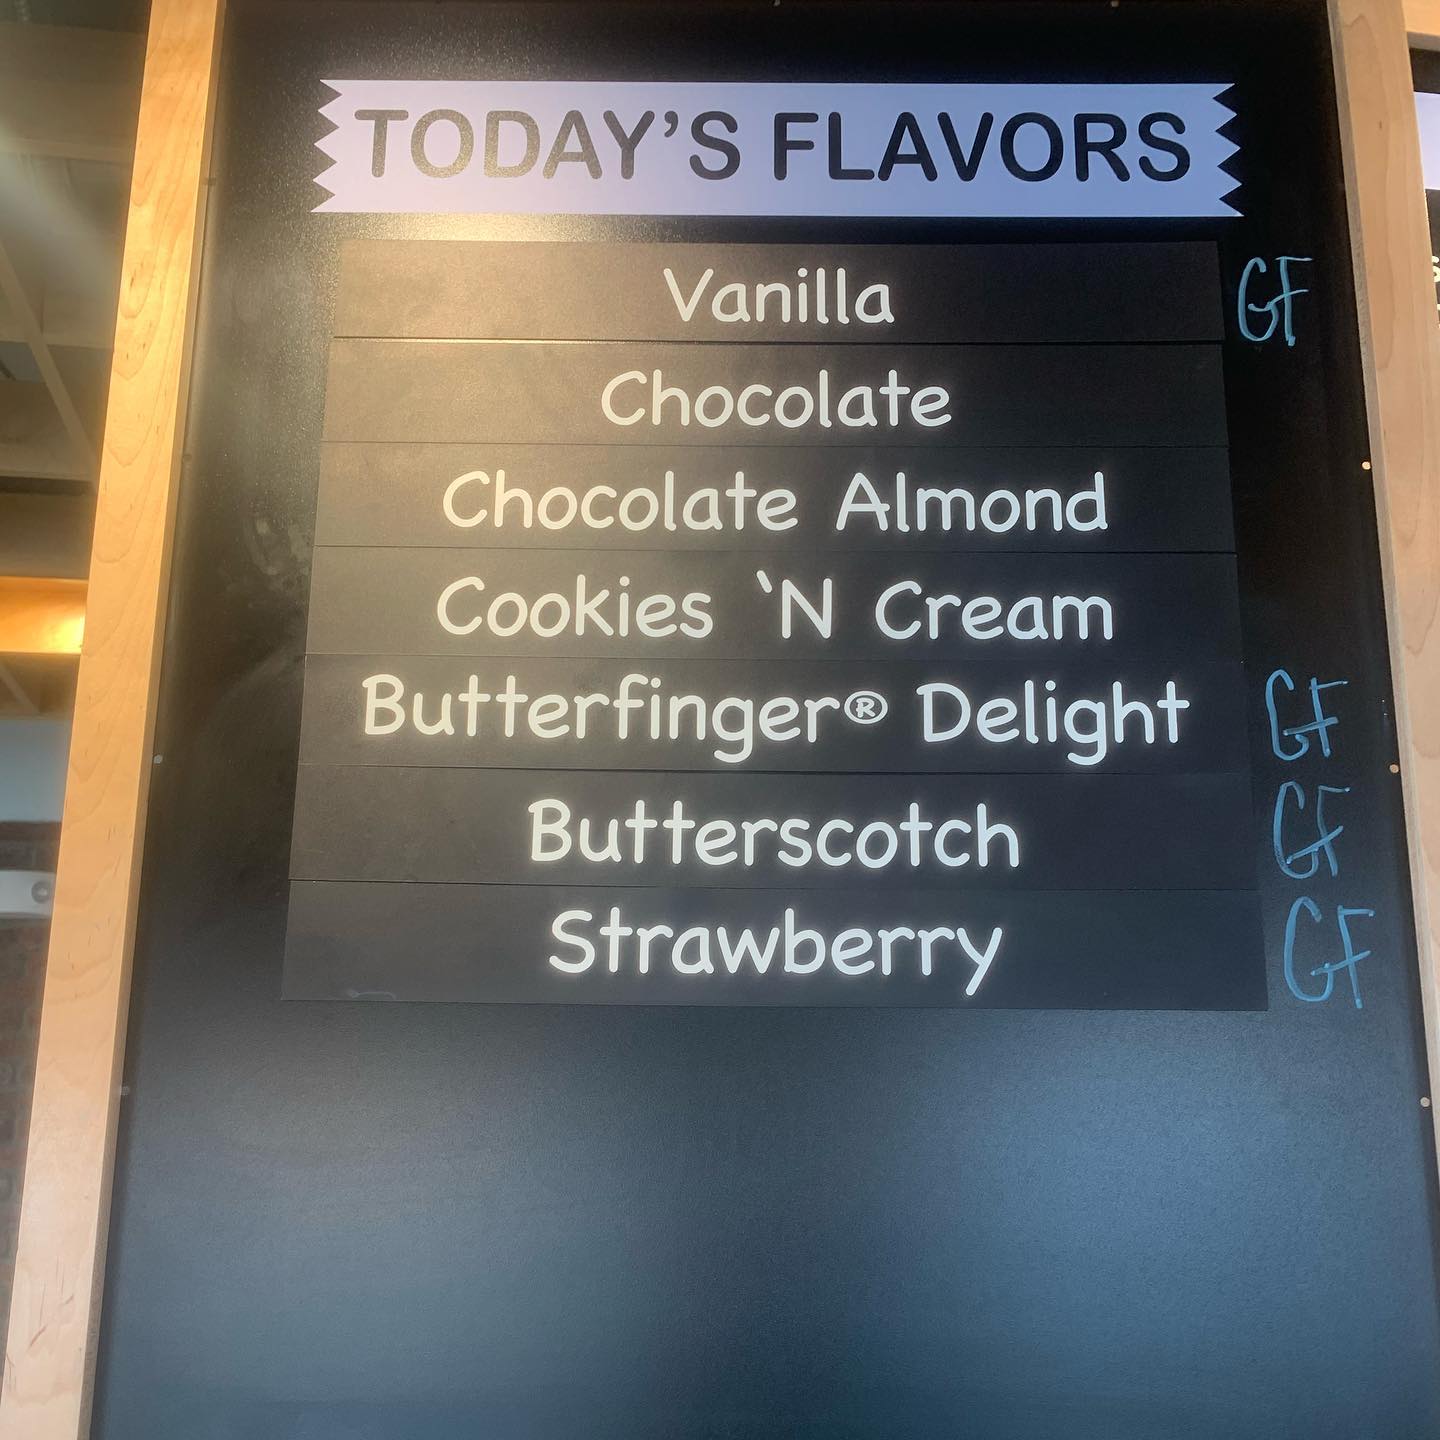 TODAY'S FLAVORS
Vanilla GF
Chocolate
Chocolate Almond
Cookies 'N Cream
Butterfinger® Delight GF
Butterscotch GF
Strawberry GF